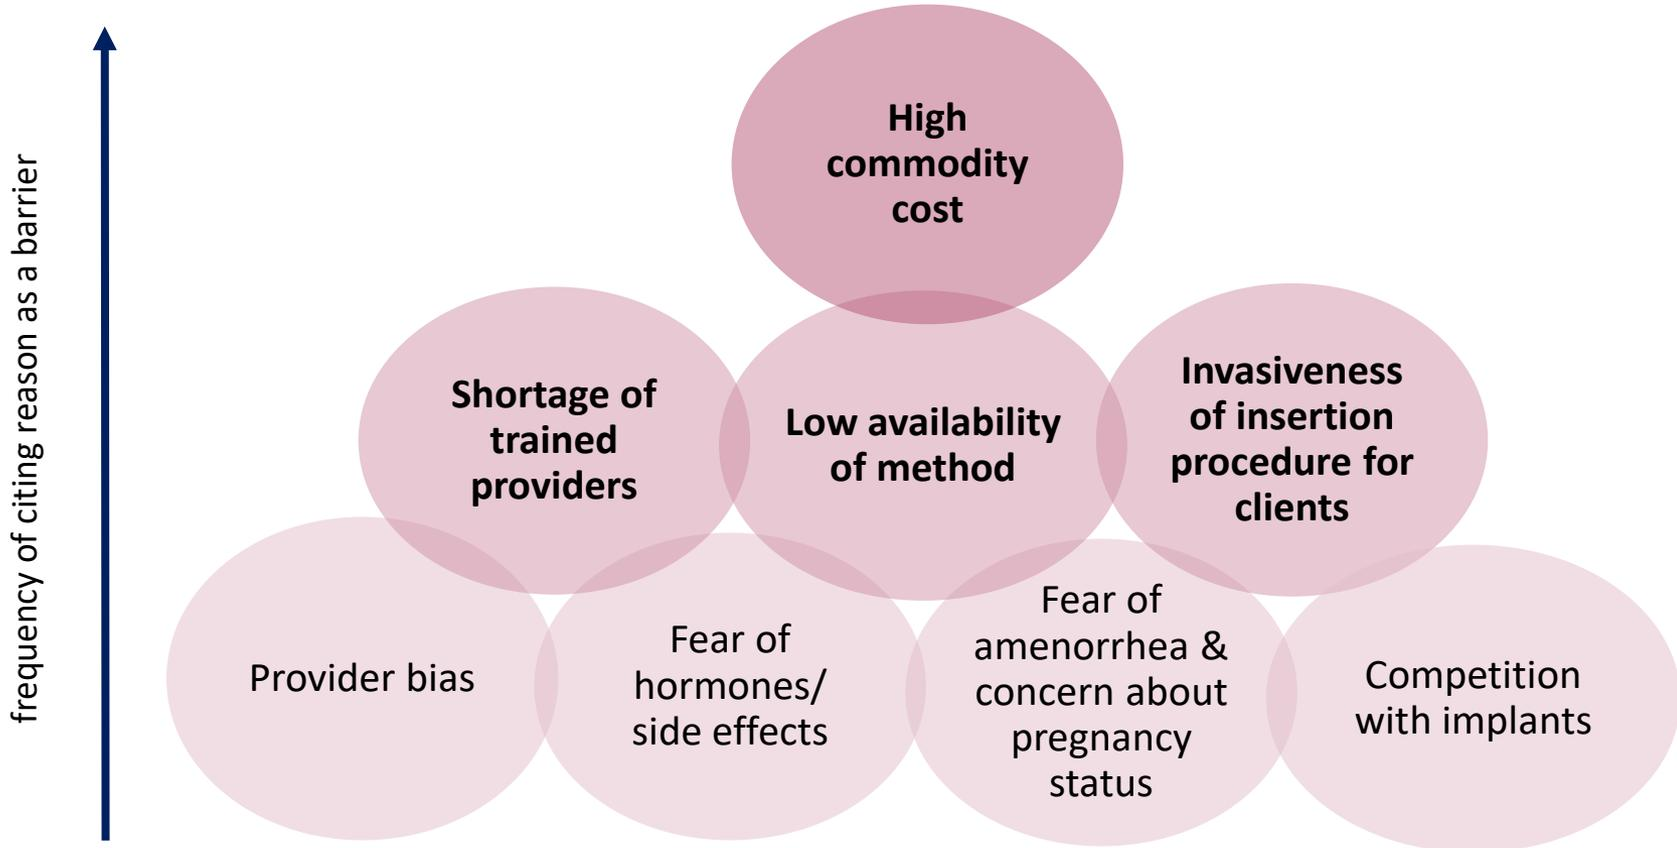 frequency of citing reason as a barrier
High
commodity
cost
Shortage of
trained
providers
Low availability
of method
Invasiveness
of insertion
procedure for
clients
Provider bias
Fear of
hormones/
side effects
Fear of
amenorrhea &
concern about
pregnancy
status
Competition
with implants